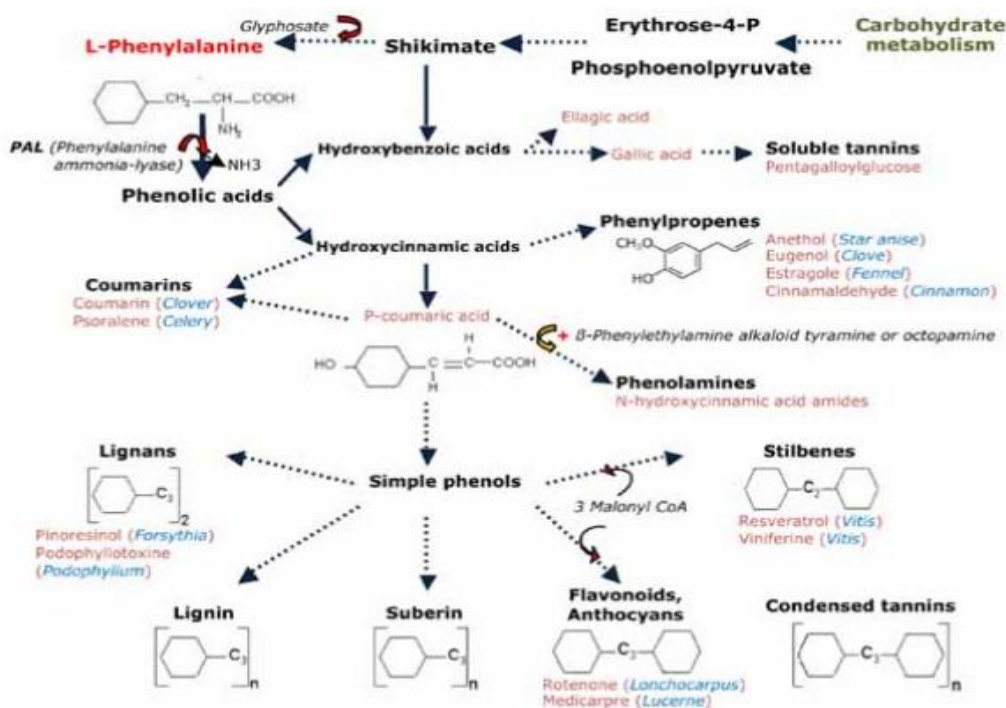 Glyphosate
Erythrose-4-P
Carbohydrate
metabolism
L-Phenylalanine
Shikimate
Phosphoenolpyruvate
CH2 CH COOH
NH2
PAL (Phenylalanine
ammonia-lyase)
NH3
Ellagic acid
Hydroxybenzoic acids
Gallic acid
Soluble tannins
Pentagalloylglucose
Phenolic acids
Phenylpropenes
Hydroxycinnamic acids
CH3O
HO
Anethol (Star anise)
Eugenol (Clove)
Estragole (Fennel)
Cinnamaldehyde (Cinnamon)
Coumarins
Coumarin (Clover)
Psoralene (Celery)
P-coumaric acid
+ ß-Phenylethylamine alkaloid tyramine or octopamine
H
HO C C COOH
H
Phenolamines
N-hydroxycinnamic acid amides
Lignans
C3
2
Pinoresinol (Forsythia)
Podophyllotoxine
(Podophylium)
Simple phenols
3 Malonyl CoA
Stilbenes
C2
Resveratrol (Vitis)
Viniferine (Vitis)
Lignin
C3
n
Suberin
C3
n
Flavonoids,
Anthocyans
C3
Rotenone (Lonchocarpus)
Medicarpre (Lucerne)
Condensed tannins
C3
n